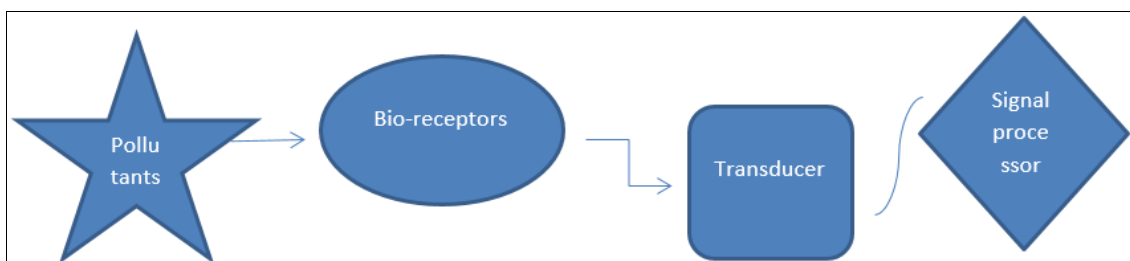 Pollu
tants
Bio-receptors
Transducer
Signal
proce
ssor